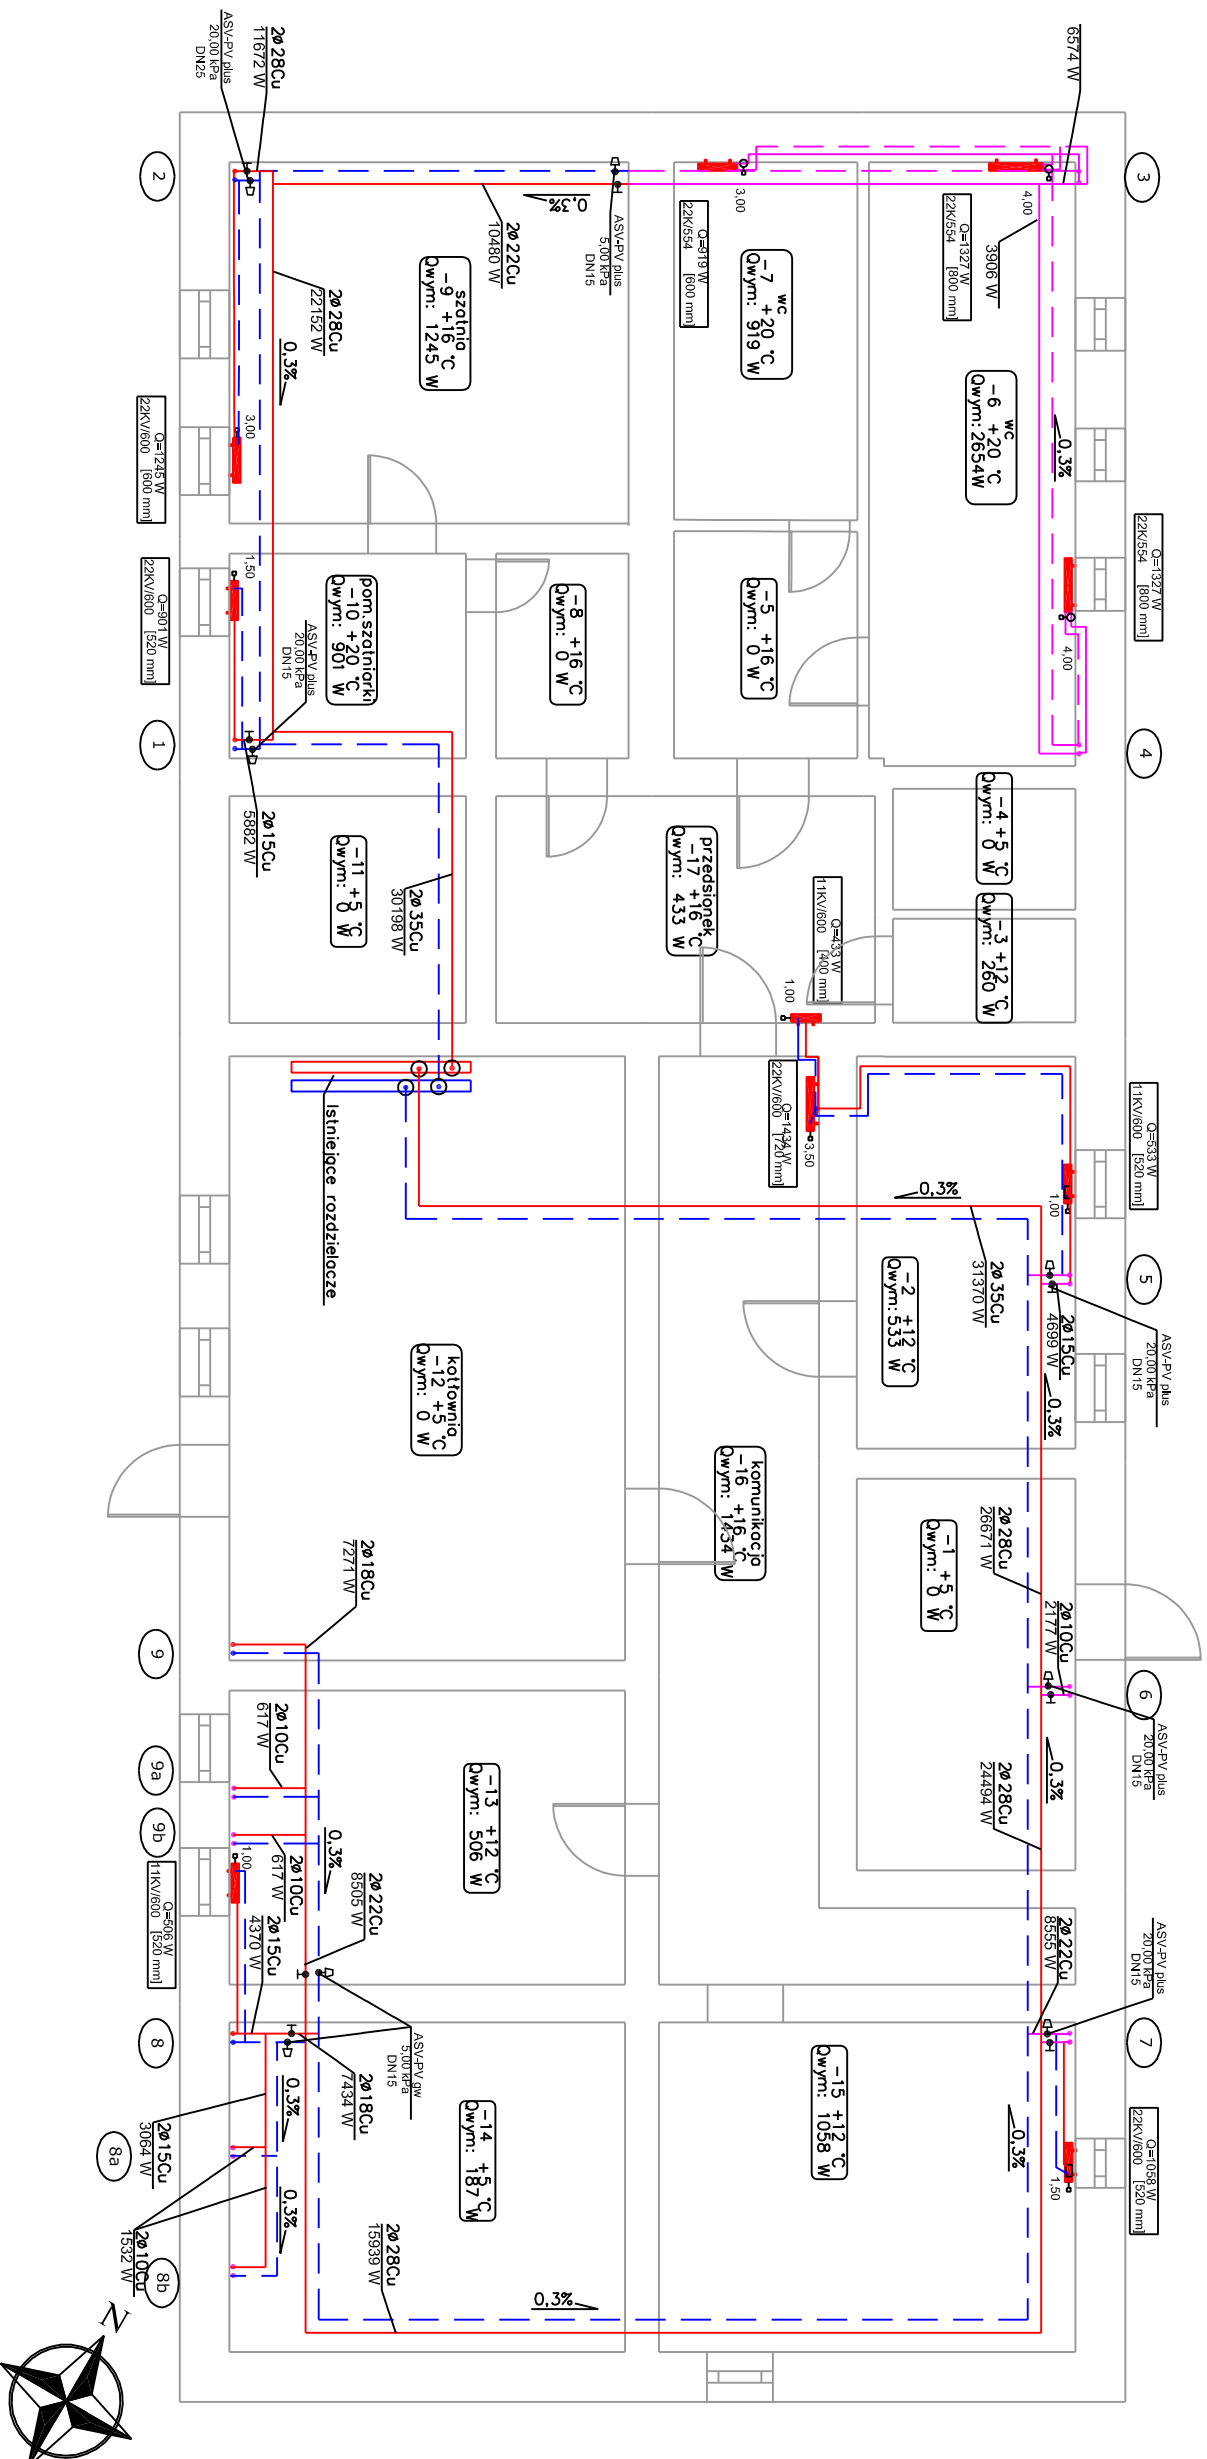 2ø28Cu
11672 W
ASV-PV plus
20,00 kPa
DN25
6574 W
2
3
2ø22Cu
10480 W
0,3%
ASV-PV plus
5,00 kPa
DN15
3,00
Q=919 W
22K/554 [600 mm]
4,00
Q=1327 W
22K/554 [800 mm]
3906 W
wc
-7 +20 °C
Qwym: 919 W
szatnia
-9 +16 °C
Qwym: 1245 W
2ø28Cu
22152 W
0,3%
wc
-6 +20 °C
Qwym: 2654W
0,3%
3,00
Q=1245 W
22KV/600 [600 mm]
Q=1327 W
22K/554 [800 mm]
4,00
1,50
Q=901 W
22KV/600 [520 mm]
pom.szatniarki
-10 +20 °C
Qwym: 901 W
-8 +16 °C
Qwym: 0 W
-5 +16 °C
Qwym: 0 W
ASV-PV plus
20,00 kPa
DN15
1
4
2ø15Cu
5882 W
-11 +5 °C
Qwym: 0 W
2ø35Cu
30198 W
przedsionek
-17 +16 °C
Qwym: 433 W
-4 +5 °C
Qwym: 0 W
-3 +12 °C
Qwym: 260 W
Q=433 W
11KV/600 [400 mm]
1,00
Q=1434 W
22KV/600 [720 mm]
3,50
Istniejące rozdzielacze
Q=533 W
11KV/600 [520 mm]
1,00
0,3%
2ø35Cu
31370 W
5
2ø15Cu
4699 W
ASV-PV plus
20,00 kPa
DN15
-2 +12 °C
Qwym: 533 W
0,3%
kotłownia
-12 +5 °C
Qwym: 0 W
komunikacja
-16 +16 °C
Qwym: 1434 W
-1 +5 °C
Qwym: 0 W
2ø28Cu
26671 W
2ø10Cu
2177 W
2ø18Cu
7271 W
9
6
ASV-PV plus
20,00 kPa
DN15
0,3%
2ø10Cu
617 W
9a
-13 +12 °C
Qwym: 506 W
2ø28Cu
24494 W
9b
0,3%
2ø10Cu
617 W
1,00
Q=506 W
11KV/600 [520 mm]
2ø22Cu
8505 W
2ø15Cu
4370 W
2ø22Cu
8555 W
ASV-PV plus
20,00 kPa
DN15
8
7
ASV-PV gw
5,00 kPa
DN15
2ø18Cu
7434 W
0,3%
-15 +12 °C
Qwym: 1058 W
0,3%
-14 +5 °C
Qwym: 187 W
Q=1058 W
22KV/600 [520 mm]
1,50
2ø15Cu
3064 W
8a
0,3%
2ø10Cu
1532 W
8b
2ø28Cu
15939 W
0,3%
N